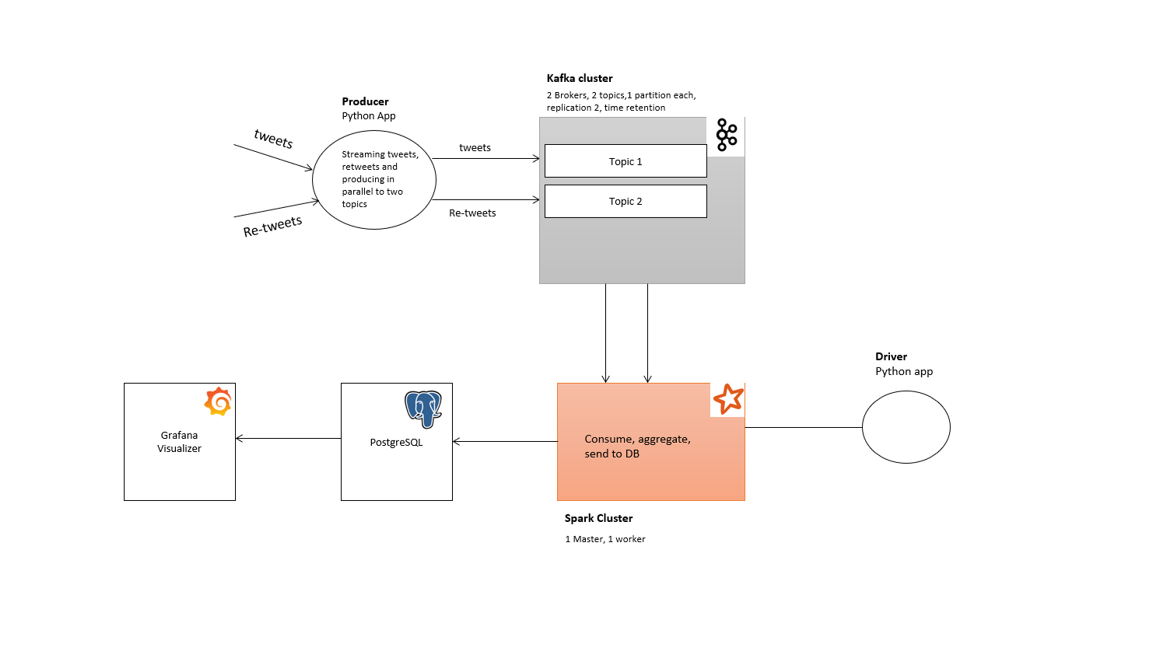 Kafka cluster
2 Brokers, 2 topics,1 partition each,
replication 2, time retention
Producer
Python App
tweets
Re-tweets
Streaming tweets,
retweets and
producing in
parallel to two
topics
tweets
Re-tweets
Topic 1
Topic 2
Driver
Python app
Grafana
Visualizer
PostgreSQL
Consume, aggregate,
send to DB
Spark Cluster
1 Master, 1 worker